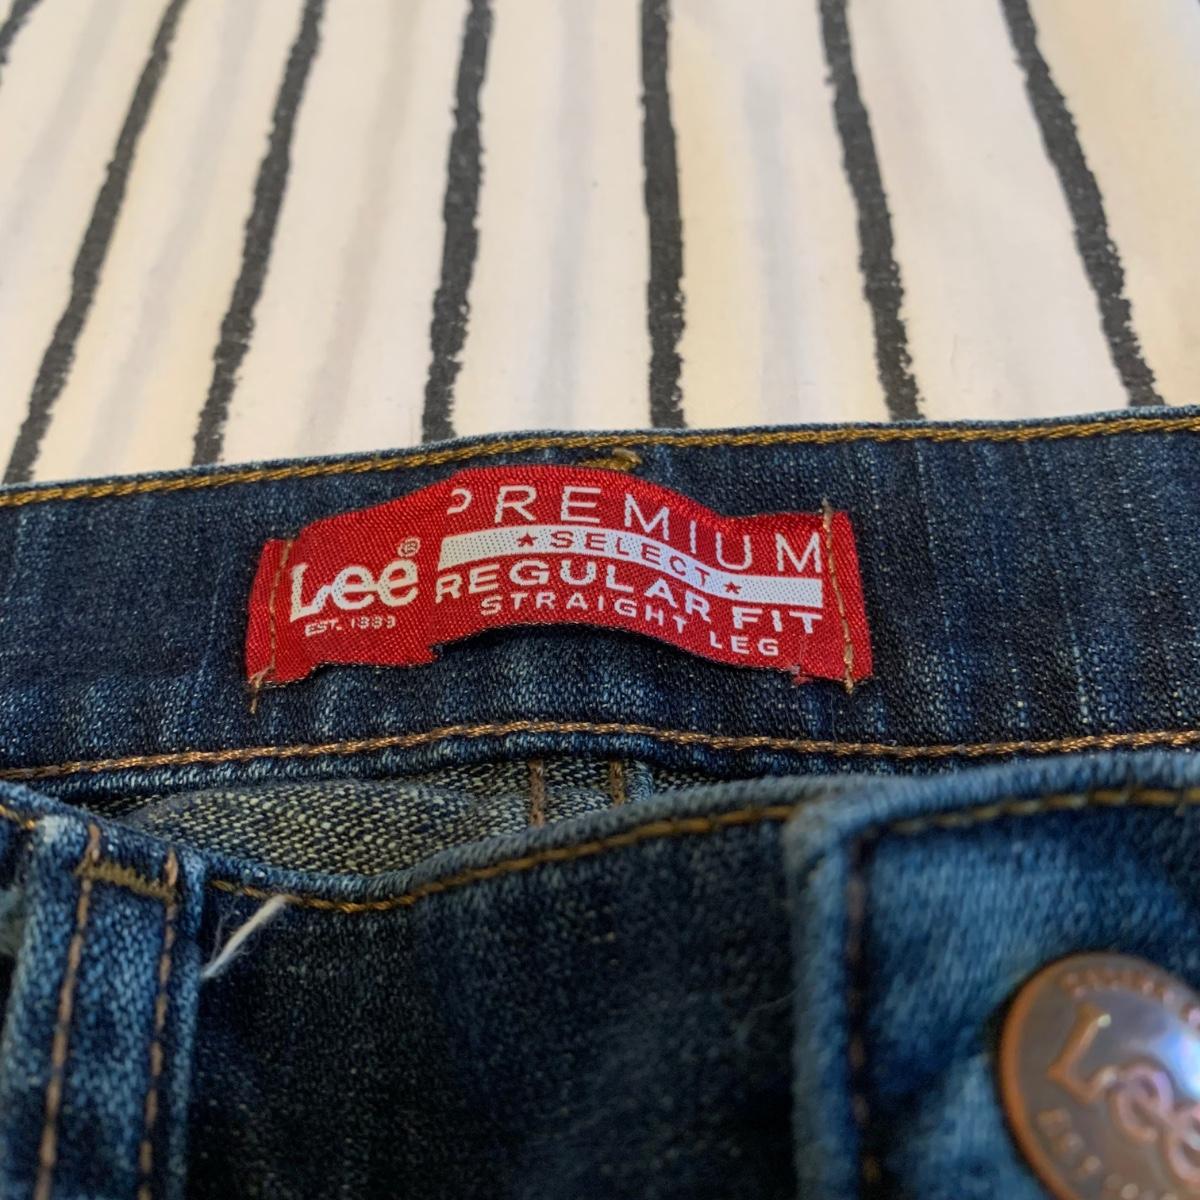 Lee®
EST. 1889
PREMIUM
★ SELECT ★
REGULAR FIT
STRAIGHT LEG
Lee